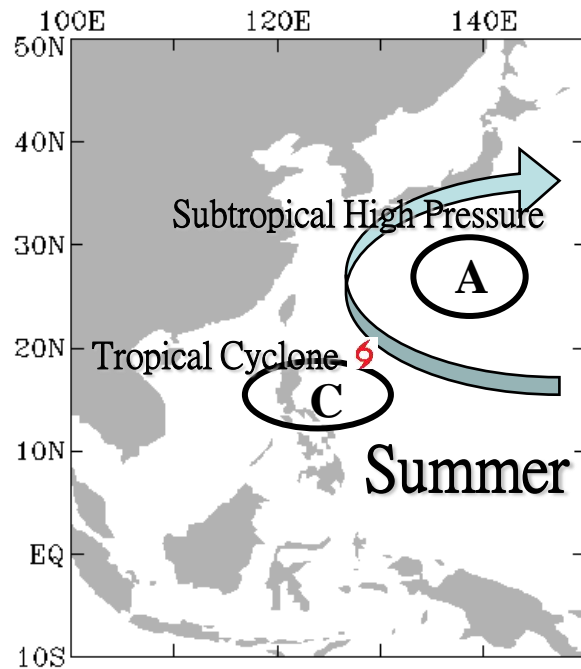 100E 120E 140E
50N
40N
Subtropical High Pressure
30N
A
20N
Tropical Cyclone
C
10N
Summer
EQ
10S